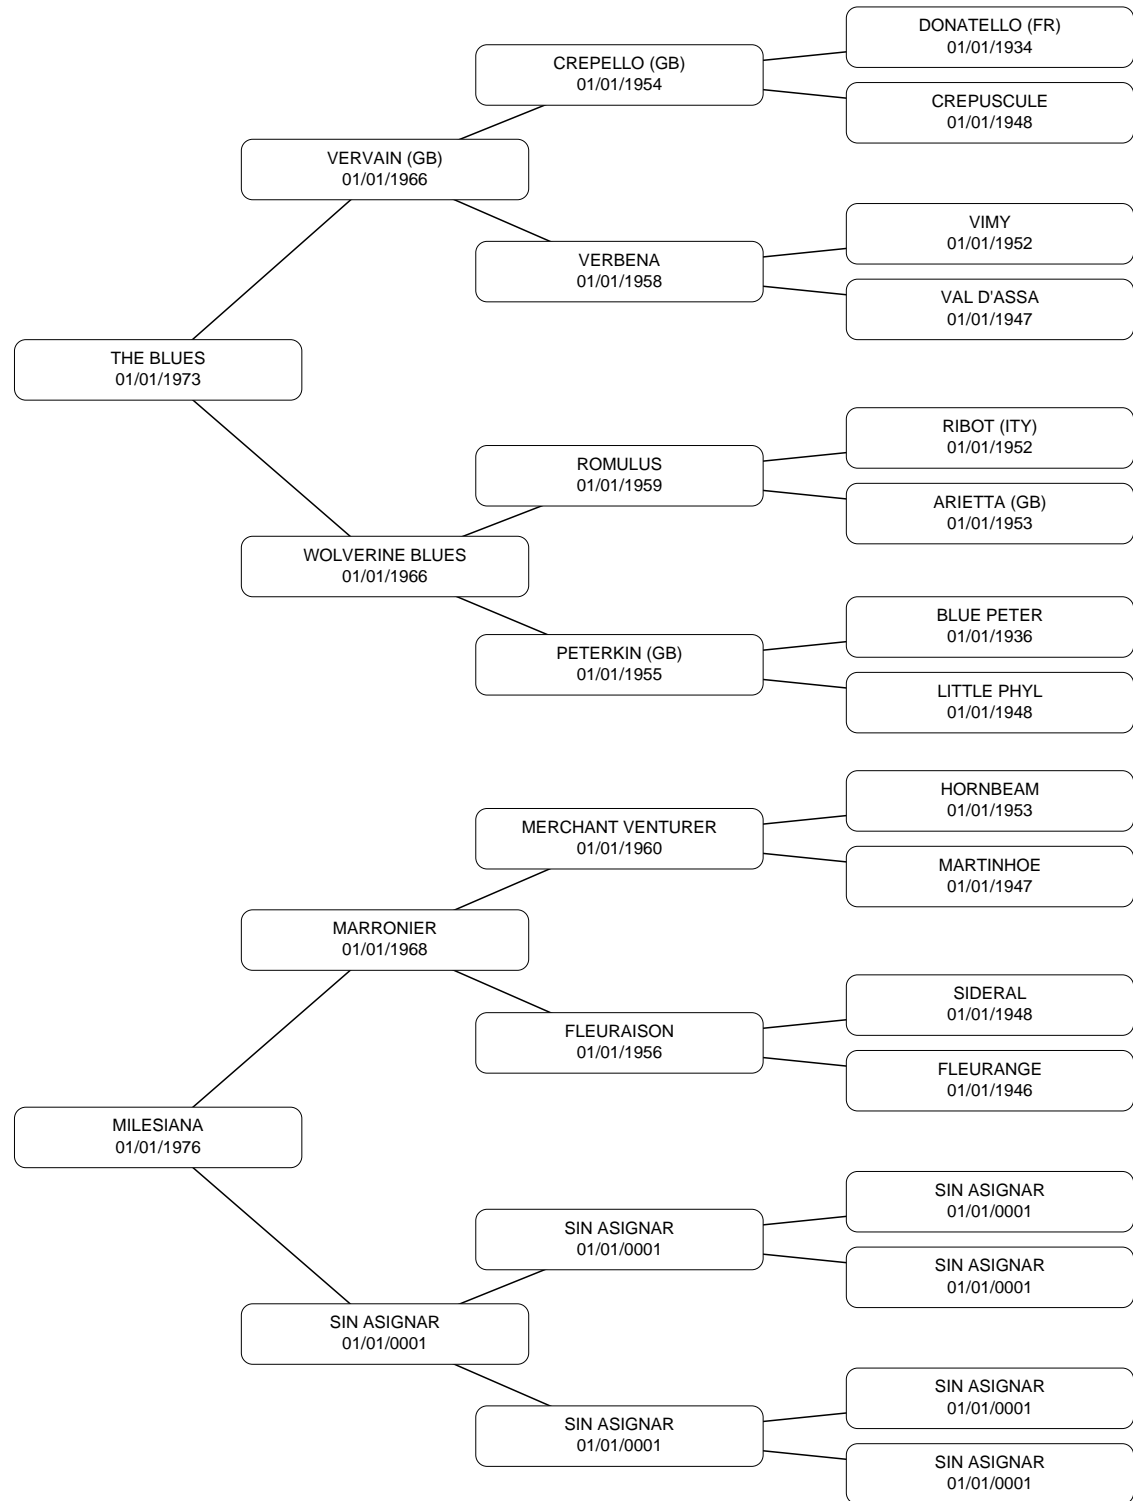 DONATELLO (FR)
01/01/1934
CREPELLO (GB)
01/01/1954
CREPUSCULE
01/01/1948
VERVAIN (GB)
01/01/1966
VIMY
01/01/1952
VERBENA
01/01/1958
VAL D'ASSA
01/01/1947
THE BLUES
01/01/1973
RIBOT (ITY)
01/01/1952
ROMULUS
01/01/1959
ARIETTA (GB)
01/01/1953
WOLVERINE BLUES
01/01/1966
BLUE PETER
01/01/1936
PETERKIN (GB)
01/01/1955
LITTLE PHYL
01/01/1948
HORNBEAM
01/01/1953
MERCHANT VENTURER
01/01/1960
MARTINHOE
01/01/1947
MARRONIER
01/01/1968
SIDERAL
01/01/1948
FLEURAISON
01/01/1956
FLEURANGE
01/01/1946
MILESIANA
01/01/1976
SIN ASIGNAR
01/01/0001
SIN ASIGNAR
01/01/0001
SIN ASIGNAR
01/01/0001
SIN ASIGNAR
01/01/0001
SIN ASIGNAR
01/01/0001
SIN ASIGNAR
01/01/0001
SIN ASIGNAR
01/01/0001